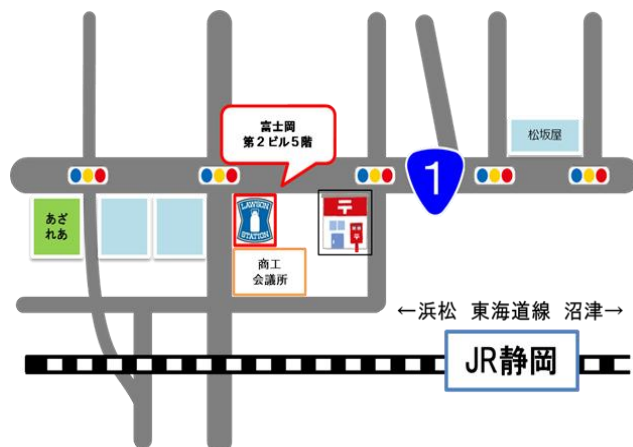 富士岡
第２ビル５階
松坂屋
1
あざ
れあ
LAWSON
STATION
〒
商工
会議所
←浜松 東海道線 沼津→
JR静岡